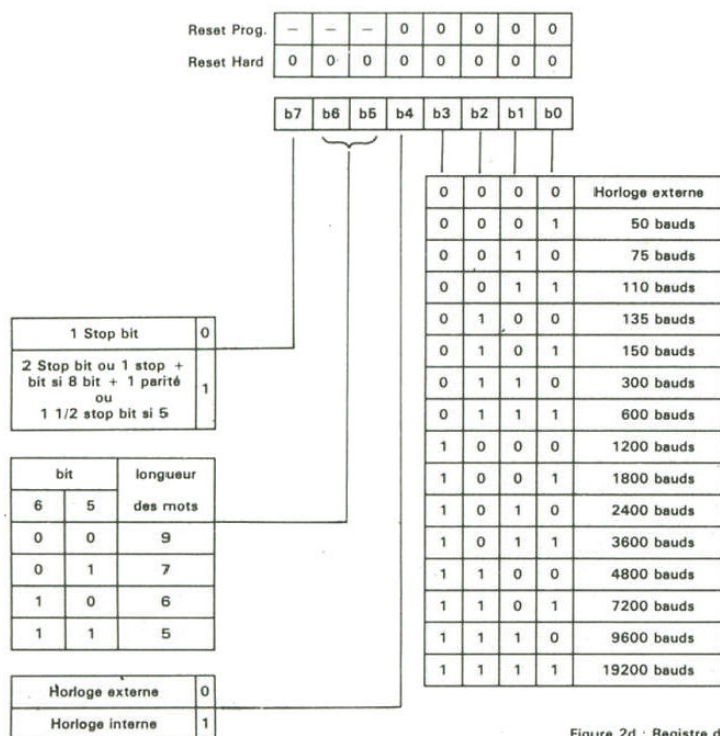 Reset Prog. — — — 0 0 0 0 0
Reset Hard 0 0 0 0 0 0 0 0
b7 b6 b5 b4 b3 b2 b1 b0
0 0 0 0 Horloge externe
0 0 0 1 50 bauds
0 0 1 0 75 bauds
0 0 1 1 110 bauds
0 1 0 0 135 bauds
0 1 0 1 150 bauds
0 1 1 0 300 bauds
0 1 1 1 600 bauds
1 0 0 0 1200 bauds
1 0 0 1 1800 bauds
1 0 1 0 2400 bauds
1 0 1 1 3600 bauds
1 1 0 0 4800 bauds
1 1 0 1 7200 bauds
1 1 1 0 9600 bauds
1 1 1 1 19200 bauds
1 Stop bit 0
2 Stop bit ou 1 stop +
bit si 8 bit + 1 parité
ou
1 1/2 stop bit si 5
1
bit longueur
6 5 des mots
0 0 9
0 1 7
1 0 6
1 1 5
Horloge externe 0
Horloge interne 1
Figure 2d : Registre d